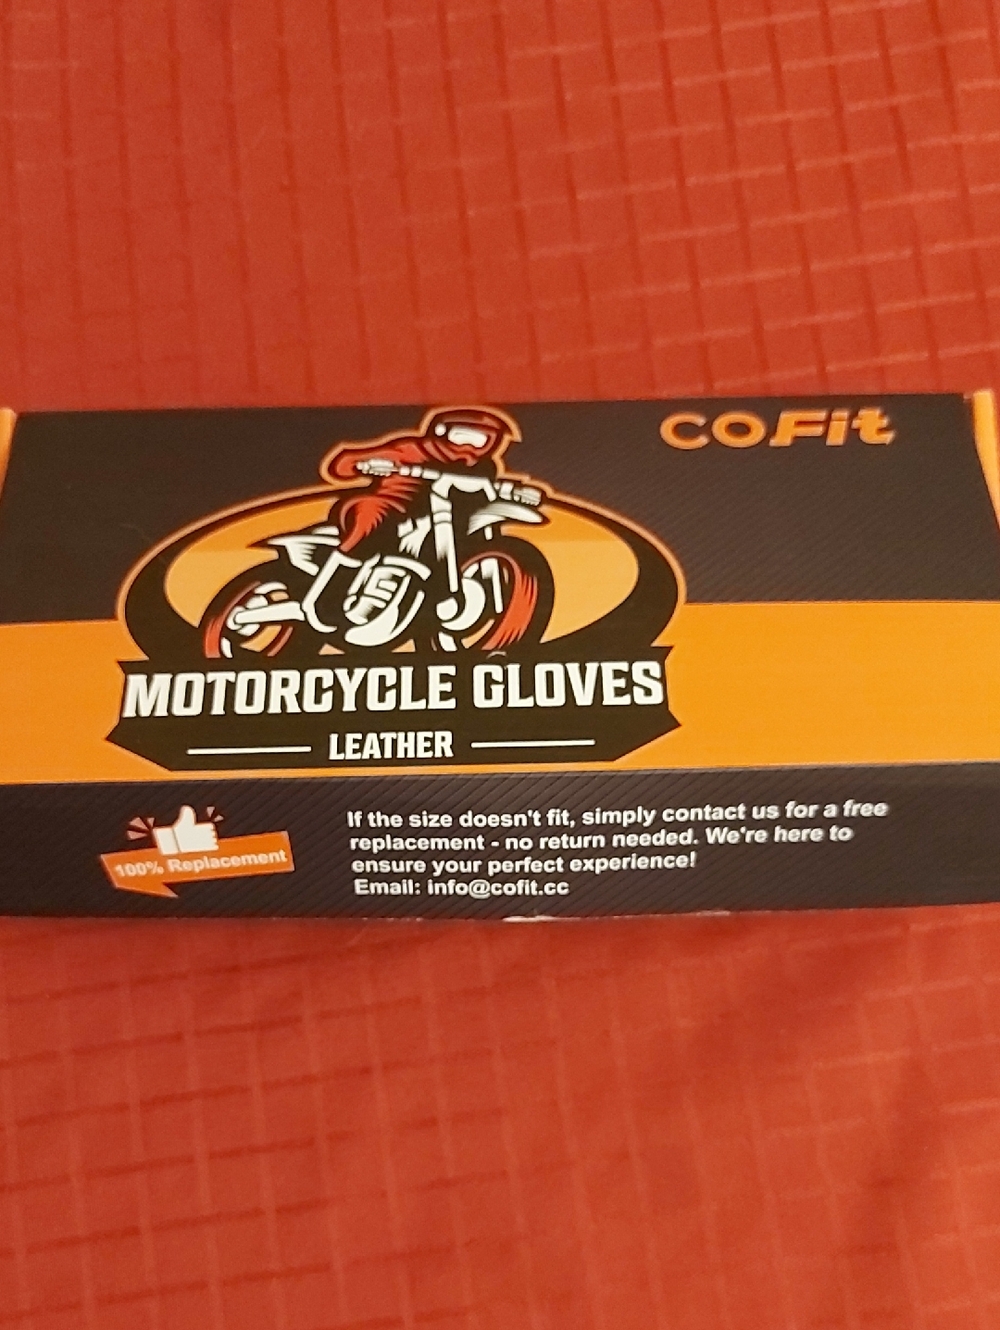 COFit
MOTORCYCLE GLOVES
LEATHER
100% Replacement
If the size doesn't fit, simply contact us for a free
replacement - no return needed. We're here to
ensure your perfect experience!
Email: info@cofit.cc